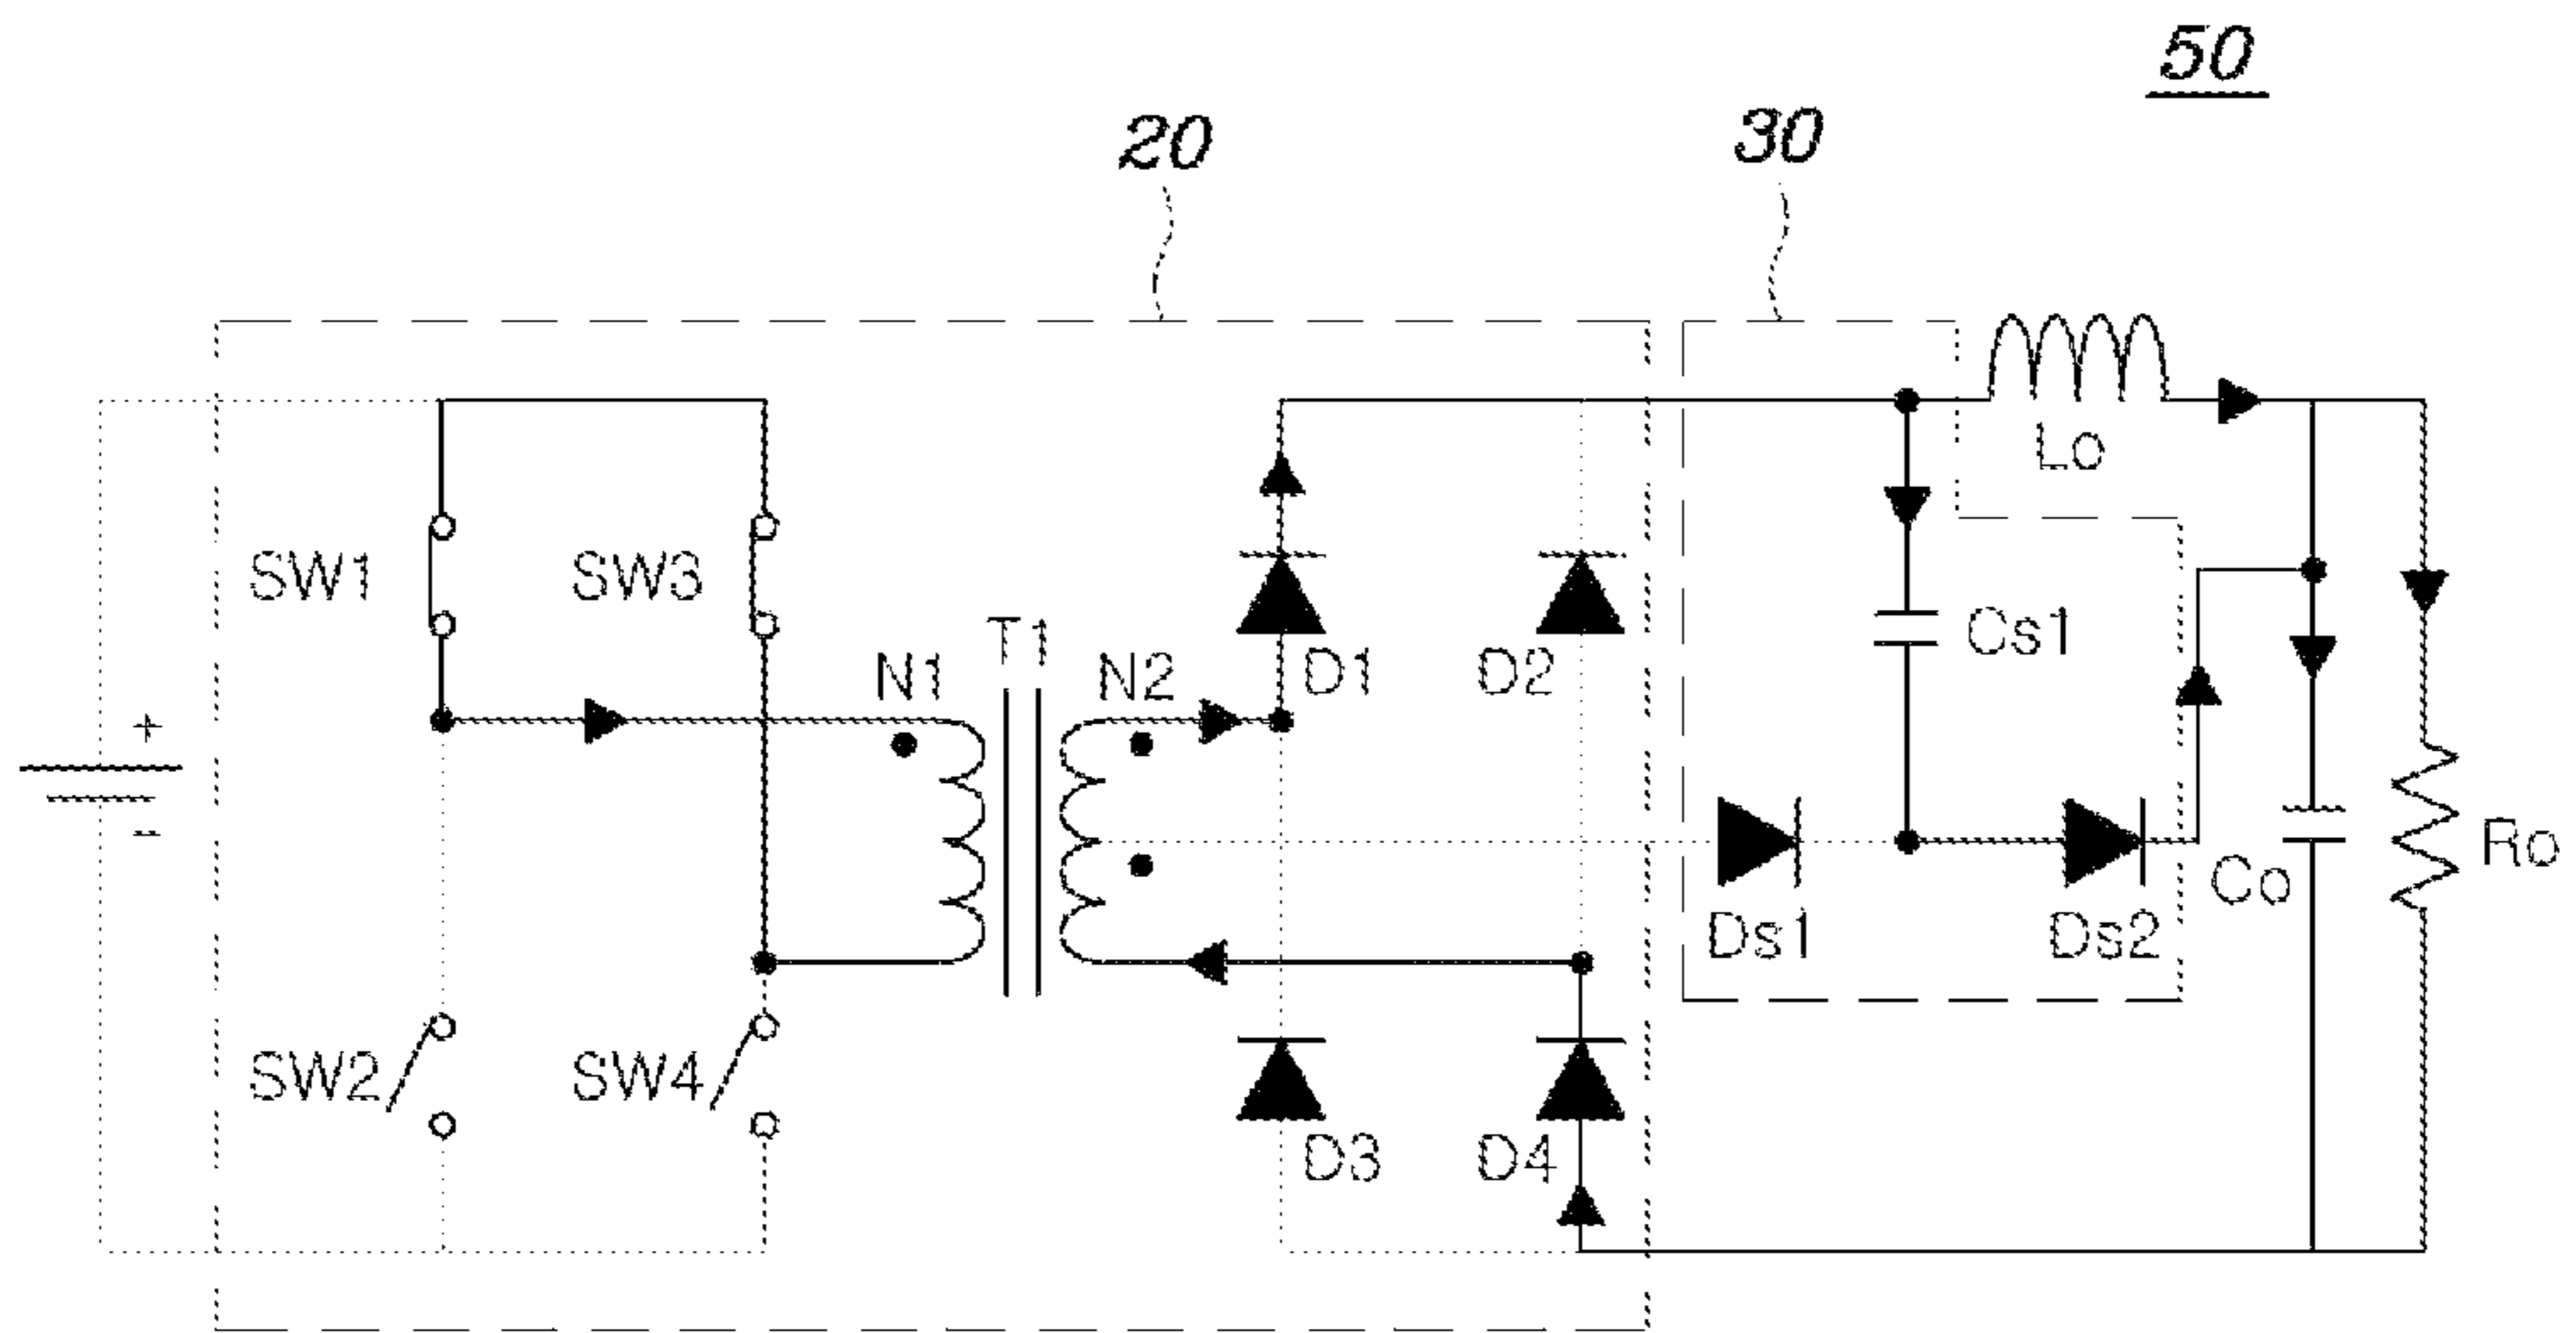 50
20
30
Lo
SW1
SW3
Cs1
T1
N1
N2
D1
D2
+
-
Ro
Co
Ds1
Ds2
SW2
SW4
D3
D4